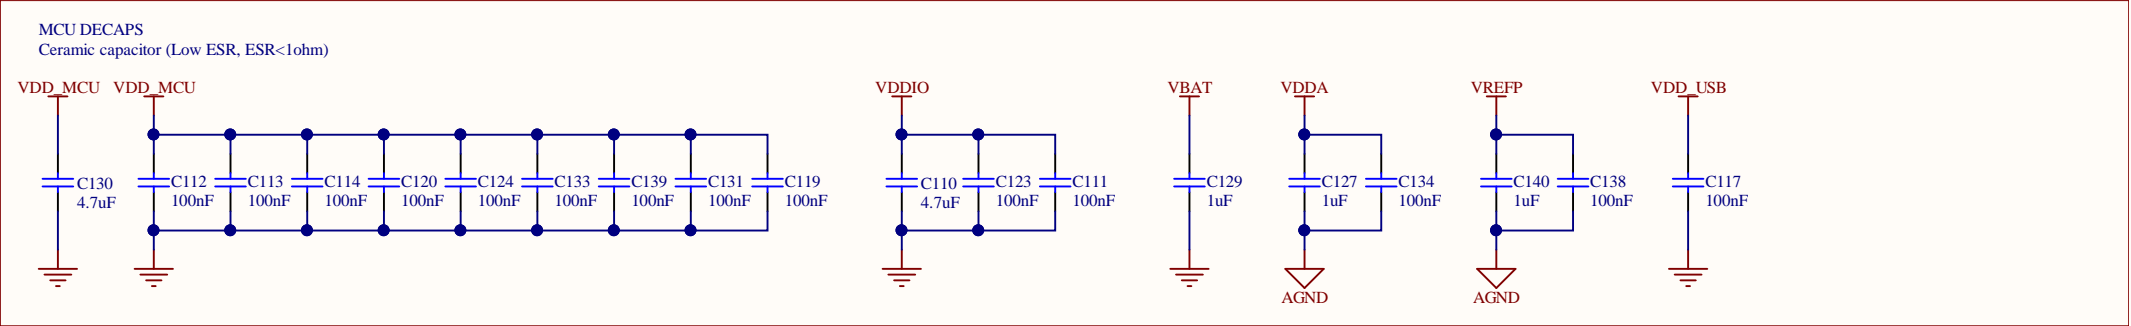 MCU DECAPS
Ceramic capacitor (Low ESR, ESR<1ohm)
VDD_MCU VDD_MCU VDDIO VBAT VDDA VREFP VDD_USB
C130 C112 C113 C114 C120 C124 C133 C139 C131 C119 C110 C123 C111 C129 C127 C134 C140 C138 C117
4.7uF 100nF 100nF 100nF 100nF 100nF 100nF 100nF 100nF 100nF 4.7uF 100nF 100nF 1uF 1uF 100nF 1uF 100nF 100nF
AGND AGND